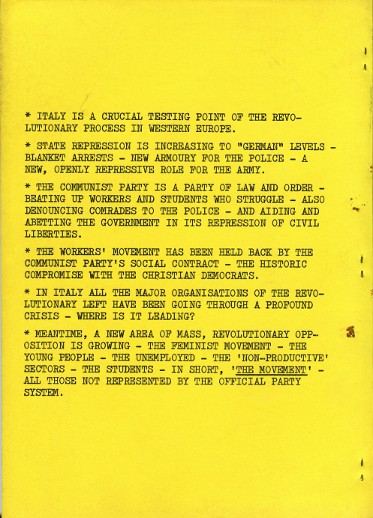 * ITALY IS A CRUCIAL TESTING POINT OF THE REVO-
LUTIONARY PROCESS IN WESTERN EUROPE.
* STATE REPRESSION IS INCREASING TO "GERMAN" LEVELS -
BLANKET ARRESTS - NEW ARMOURY FOR THE POLICE - A
NEW, OPENLY REPRESSIVE ROLE FOR THE ARMY.
* THE COMMUNIST PARTY IS A PARTY OF LAW AND ORDER -
BEATING UP WORKERS AND STUDENTS WHO STRUGGLE - ALSO
DENOUNCING COMRADES TO THE POLICE - AND AIDING AND
ABETTING THE GOVERNMENT IN ITS REPRESSION OF CIVIL
LIBERTIES.
* THE WORKERS' MOVEMENT HAS BEEN HELD BACK BY THE
COMMUNIST PARTY'S SOCIAL CONTRACT - THE HISTORIC
COMPROMISE WITH THE CHRISTIAN DEMOCRATS.
* IN ITALY ALL THE MAJOR ORGANISATIONS OF THE REVO-
LUTIONARY LEFT HAVE BEEN GOING THROUGH A PROFOUND
CRISIS - WHERE IS IT LEADING?
* MEANTIME, A NEW AREA OF MASS, REVOLUTIONARY OPP-
OSITION IS GROWING - THE FEMINIST MOVEMENT - THE
YOUNG PEOPLE - THE UNEMPLOYED - THE 'NON-PRODUCTIVE'
SECTORS - THE STUDENTS - IN SHORT, 'THE MOVEMENT' -
ALL THOSE NOT REPRESENTED BY THE OFFICIAL PARTY
SYSTEM.